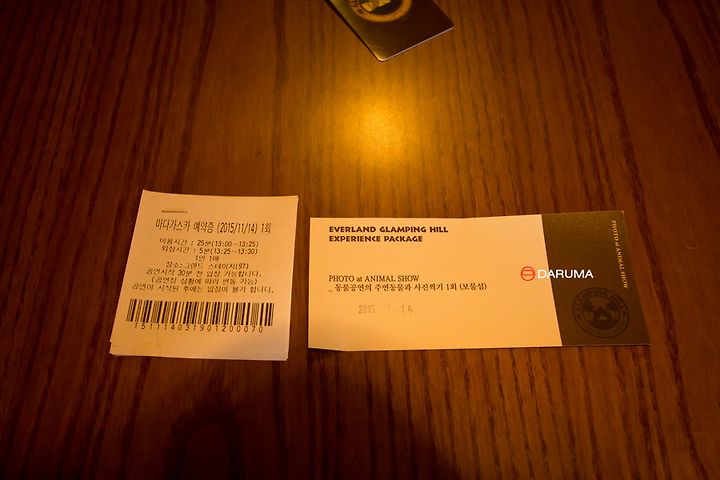 마다가스카 예약증 (2015/11/14) 1회
이용시간 : 25분(13:00~13:25)
퇴장시간 : 5분(13:25~13:30)
1인 1매
장소:그랜드 스테이지(97)
공연시작 30분 전 입장 가능합니다.
(공연장 상황에 따라 변동 가능)
공연이 시작된 후에는 입장이 불가 합니다.
15111403190120070
EVERLAND GLAMPING HILL
EXPERIENCE PACKAGE
PHOTO at ANIMAL SHOW
_ 동물공연의 주연동물과 사진찍기 1회 (보물섬)
2015. 14
DARUMA
PHOTO at ANIMAL SHOW